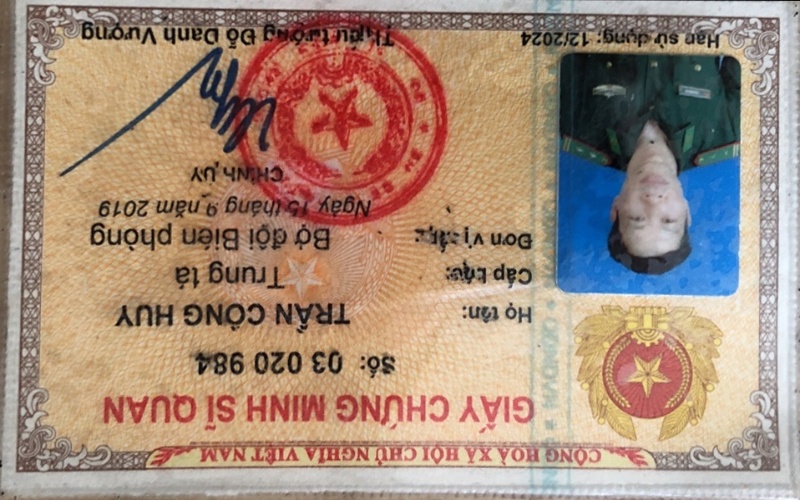 CỘNG HOÀ XÃ HỘI CHỦ NGHĨA VIỆT NAM
GIẤY CHỨNG MINH SĨ QUAN
Số: 03 020 984
Họ tên: TRẦN CÔNG HUY
Cấp bậc: Trung tá
Đơn vị cấp: Bộ đội Biên phòng
Ngày 15 tháng 9 năm 2019
CHÍNH ỦY
Thiếu tướng Đỗ Danh Vượng
Hạn sử dụng: 12/2024